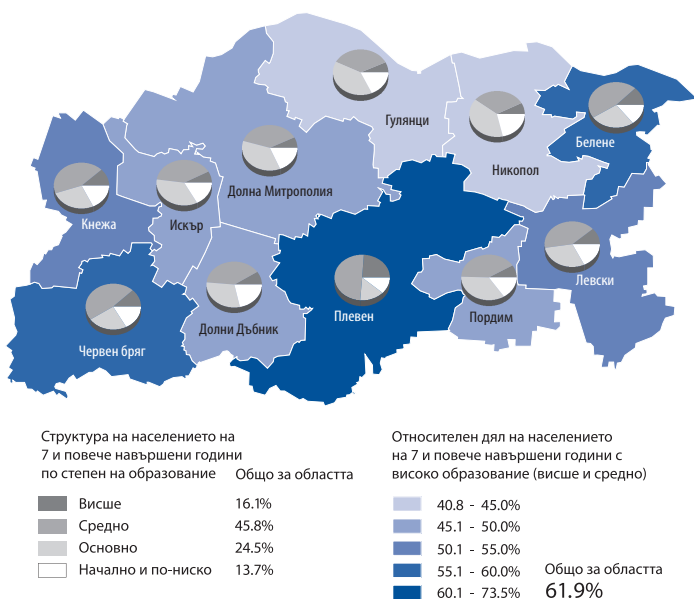 Гулянци
Белене
Никопол
Долна Митрополия
Кнежа
Искър
Левски
Плевен
Пордим
Долни Дъбник
Червен бряг
Структура на населението на
7 и повече навършени години
по степен на образование Общо за областта
Висше 16.1%
Средно 45.8%
Основно 24.5%
Начално и по-ниско 13.7%
Относителен дял на населението
на 7 и повече навършени години с
високо образование (висше и средно)
40.8 - 45.0%
45.1 - 50.0%
50.1 - 55.0%
55.1 - 60.0%
60.1 - 73.5%
Общо за областта
61.9%